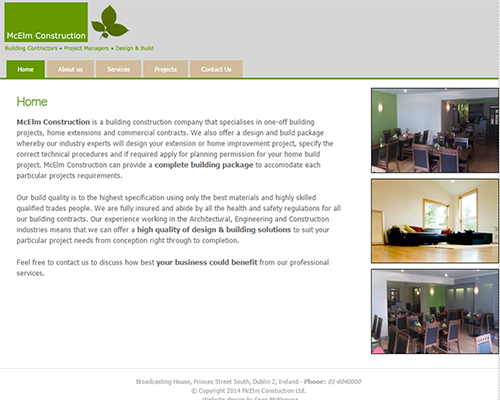 McElm Construction
Building Contractors • Project Managers • Design & Build
Home About us Services Projects Contact Us
Home
McElm Construction is a building construction company that specialises in one-off building
projects, home extensions and commercial contracts. We also offer a design and build package
whereby our industry experts will design your extension or home improvement project, specify the
correct technical procedures and if required apply for planning permission for your home build
project. McElm Construction can provide a complete building package to accomodate each
particular projects requirements.
Our build quality is to the highest specification using only the best materials and highly skilled
qualified trades people. We are fully insured and abide by all the health and safety regulations for all
our building contracts. Our experience working in the Architectural, Engineering and Construction
industries means that we can offer a high quality of design & building solutions to suit your
particular project needs from conception right through to completion.
Feel free to contact us to discuss how best your business could benefit from our professional
services.
Broadcasting House, Princes Street South, Dublin 2, Ireland - Phone: 01-6040000
© Copyright 2014 McElm Constuction Ltd.
Website design by Sean McNamara